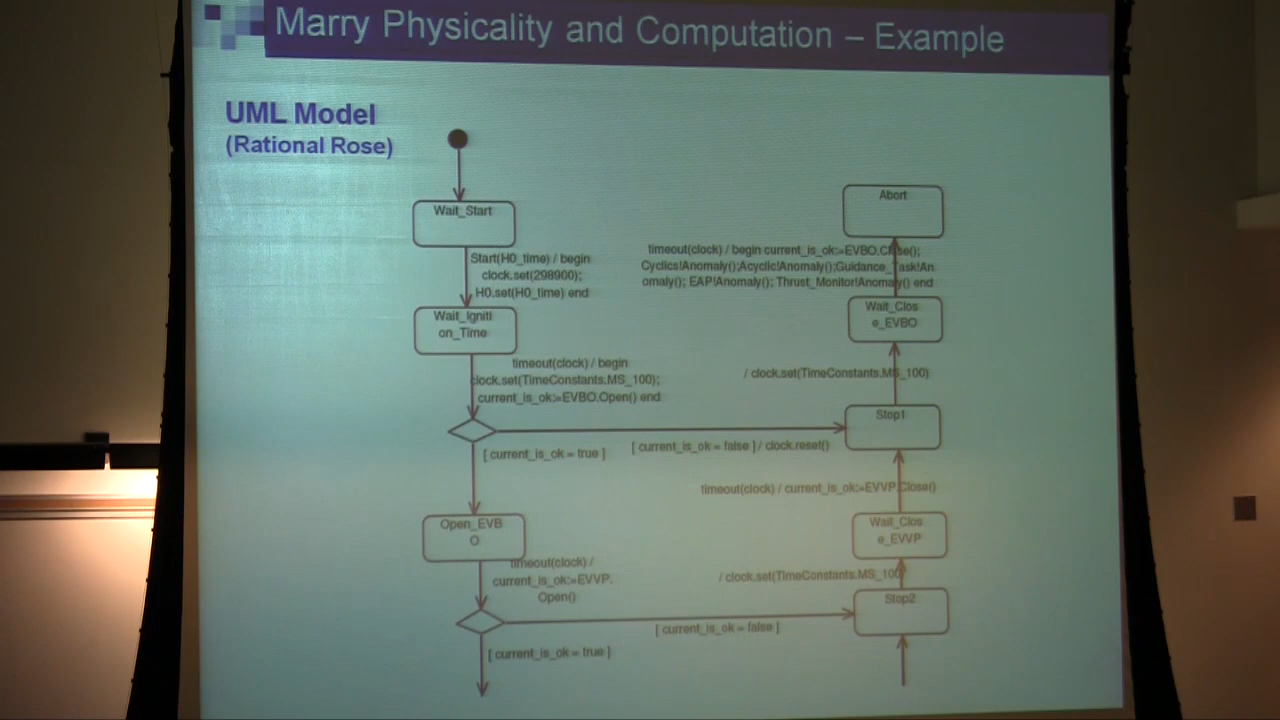 Marry Physicality and Computation – Example
UML Model
(Rational Rose)
Wait_Start
Start(H0_time) / begin
clock.set(298900);
H0.set(H0_time) end
Wait_Igniti
on_Time
timeout(clock) / begin
clock.set(TimeConstants.MS_100);
current_is_ok:=EVBO.Open() end
[ current_is_ok = true ]
[ current_is_ok = false ] / clock.reset()
Open_EVB
O
timeout(clock) /
current_is_ok:=EVVP.
Open()
[ current_is_ok = false ]
[ current_is_ok = true ]
Abort
timeout(clock) / begin current_is_ok:=EVBO.Close();
Cyclics!Anomaly();Acyclic!Anomaly();Guidance_Task!An
omaly(); EAP!Anomaly(); Thrust_Monitor!Anomaly() end
Wait_Clos
e_EVBO
/ clock.set(TimeConstants.MS_100)
Stop1
timeout(clock) / current_is_ok:=EVVP.Close()
Wait_Clos
e_EVVP
/ clock.set(TimeConstants.MS_100)
Stop2